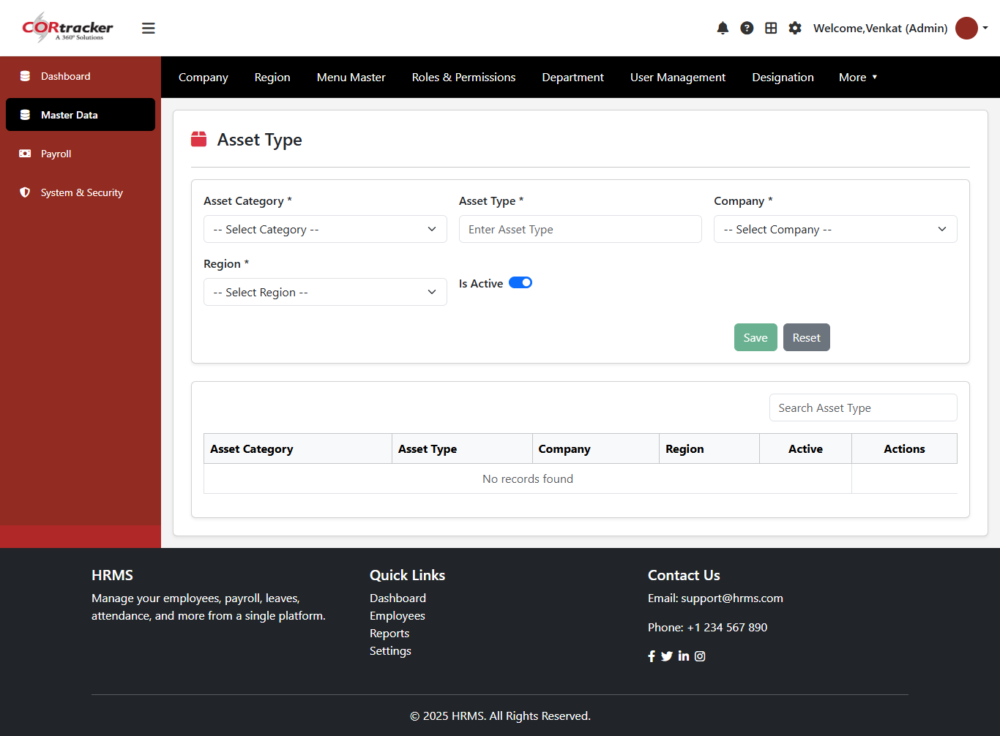 CORtracker
A 360° Solutions
Welcome,Venkat (Admin)
Dashboard
Master Data
Payroll
System & Security
Company Region Menu Master Roles & Permissions Department User Management Designation More
Asset Type
Asset Category * Asset Type * Company *
-- Select Category -- Enter Asset Type -- Select Company --
Region *
-- Select Region --
Is Active
Save Reset
Search Asset Type
Asset Category Asset Type Company Region Active Actions
No records found
HRMS
Manage your employees, payroll, leaves,
attendance, and more from a single platform.
Quick Links
Dashboard
Employees
Reports
Settings
Contact Us
Email: support@hrms.com
Phone: +1 234 567 890
© 2025 HRMS. All Rights Reserved.